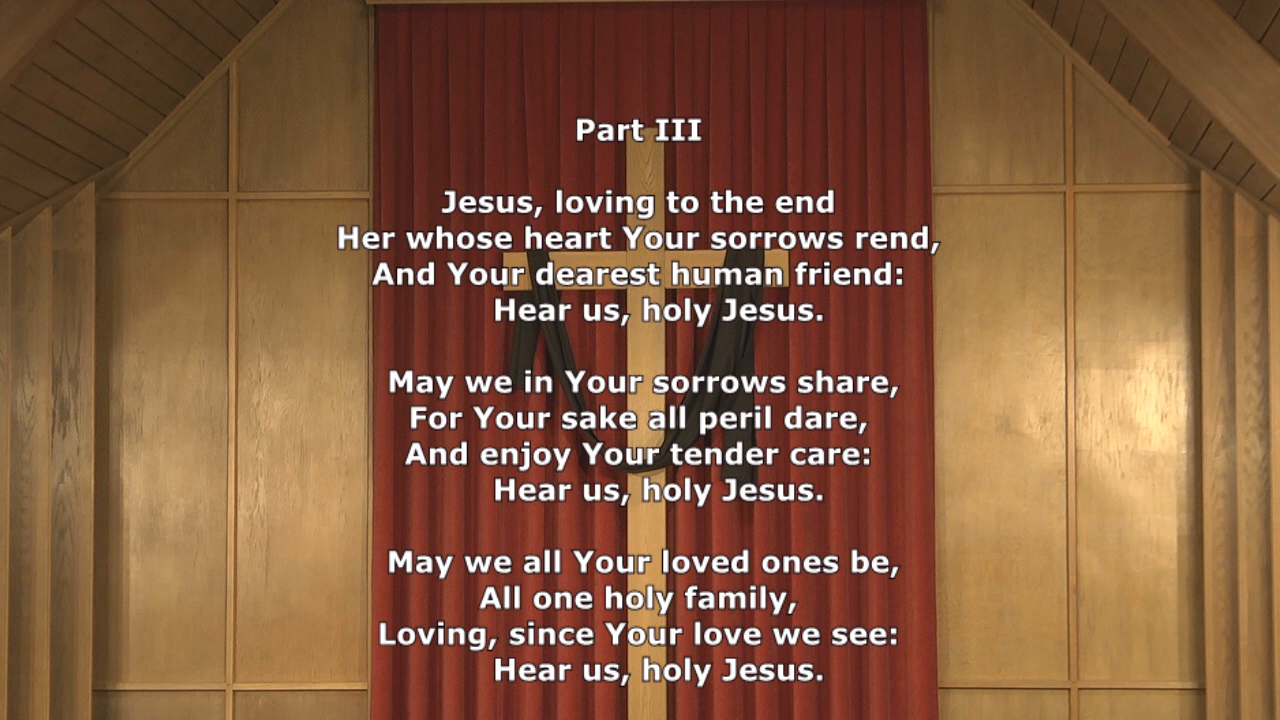 Part III
Jesus, loving to the end
Her whose heart Your sorrows rend,
And Your dearest human friend:
Hear us, holy Jesus.
May we in Your sorrows share,
For Your sake all peril dare,
And enjoy Your tender care:
Hear us, holy Jesus.
May we all Your loved ones be,
All one holy family,
Loving, since Your love we see:
Hear us, holy Jesus.